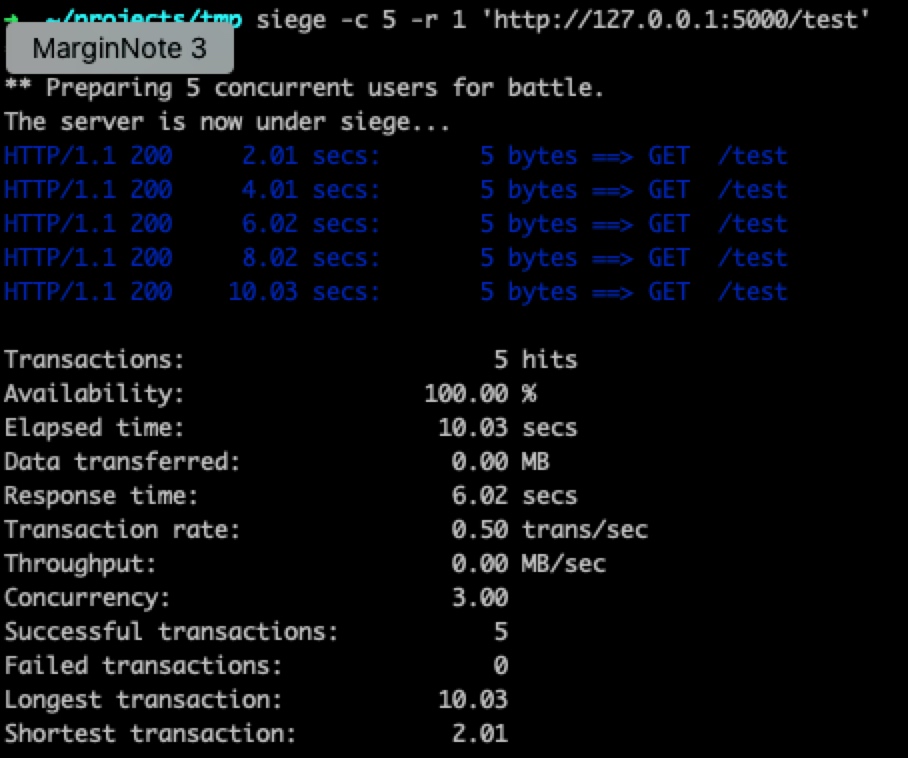 ➜ ~/projects/tmp siege -c 5 -r 1 'http://127.0.0.1:5000/test'
MarginNote 3
** Preparing 5 concurrent users for battle.
The server is now under siege...
HTTP/1.1 200     2.01 secs:       5 bytes ==> GET  /test
HTTP/1.1 200     4.01 secs:       5 bytes ==> GET  /test
HTTP/1.1 200     6.02 secs:       5 bytes ==> GET  /test
HTTP/1.1 200     8.02 secs:       5 bytes ==> GET  /test
HTTP/1.1 200    10.03 secs:       5 bytes ==> GET  /test

Transactions:                      5 hits
Availability:                 100.00 %
Elapsed time:                  10.03 secs
Data transferred:               0.00 MB
Response time:                  6.02 secs
Transaction rate:               0.50 trans/sec
Throughput:                     0.00 MB/sec
Concurrency:                    3.00
Successful transactions:           5
Failed transactions:               0
Longest transaction:           10.03
Shortest transaction:           2.01